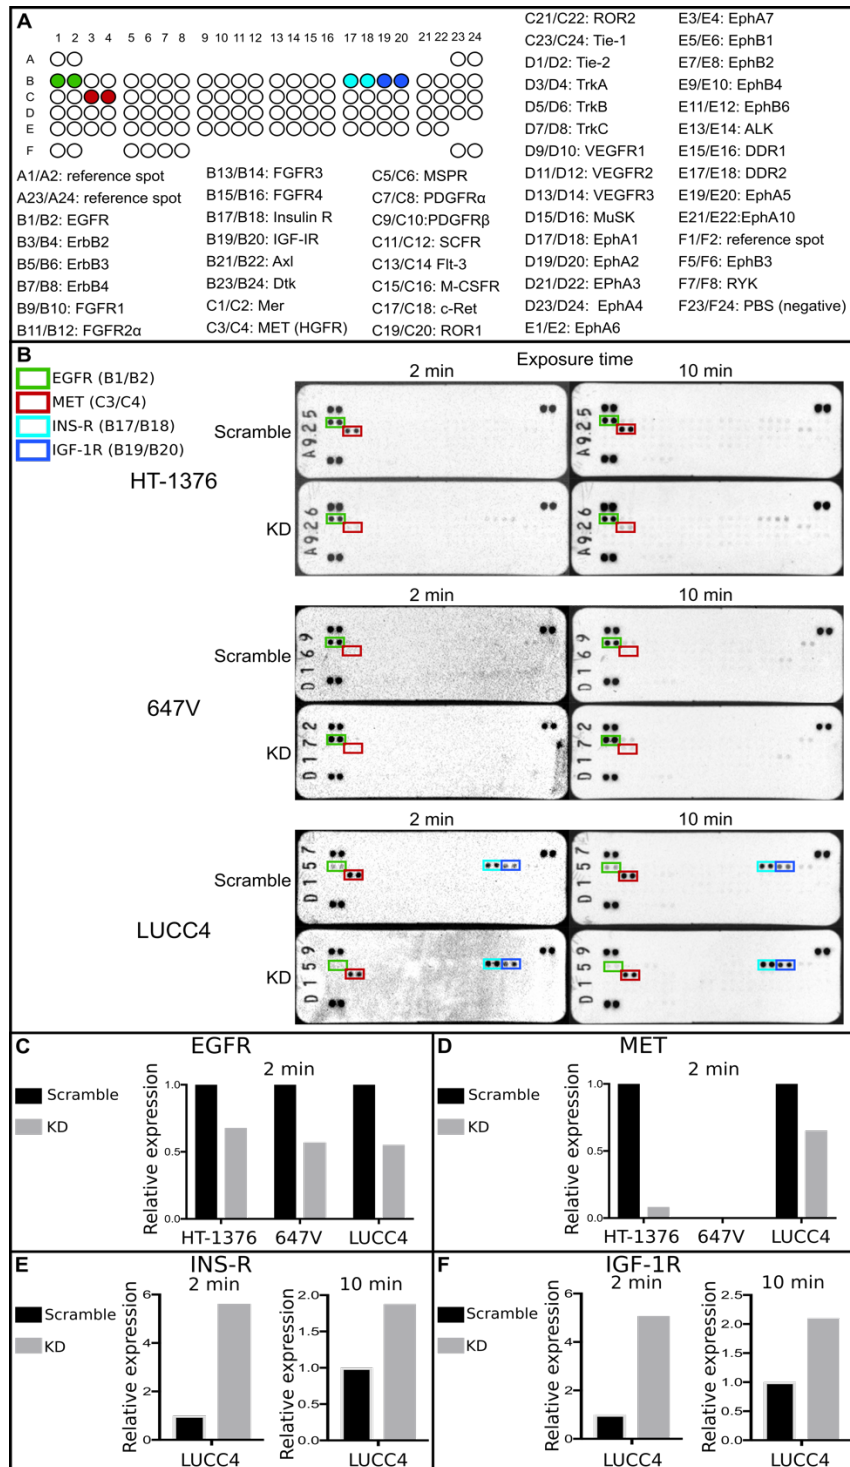 A
1 2 3 4 5 6 7 8 9 10 11 12 13 14 15 16 17 18 19 20 21 22 23 24
A
B
C
D
E
F
A1/A2: reference spot
A23/A24: reference spot
B1/B2: EGFR
B3/B4: ErbB2
B5/B6: ErbB3
B7/B8: ErbB4
B9/B10: FGFR1
B11/B12: FGFR2α
B13/B14: FGFR3
B15/B16: FGFR4
B17/B18: Insulin R
B19/B20: IGF-IR
B21/B22: Axl
B23/B24: Dtk
C1/C2: Mer
C3/C4: MET (HGFR)
C5/C6: MSPR
C7/C8: PDGFRα
C9/C10:PDGFRβ
C11/C12: SCFR
C13/C14 Flt-3
C15/C16: M-CSFR
C17/C18: c-Ret
C19/C20: ROR1
C21/C22: ROR2
C23/C24: Tie-1
D1/D2: Tie-2
D3/D4: TrkA
D5/D6: TrkB
D7/D8: TrkC
D9/D10: VEGFR1
D11/D12: VEGFR2
D13/D14: VEGFR3
D15/D16: MuSK
D17/D18: EphA1
D19/D20: EphA2
D21/D22: EPhA3
D23/D24: EphA4
E1/E2: EphA6
E3/E4: EphA7
E5/E6: EphB1
E7/E8: EphB2
E9/E10: EphB4
E11/E12: EphB6
E13/E14: ALK
E15/E16: DDR1
E17/E18: DDR2
E19/E20: EphA5
E21/E22:EphA10
F1/F2: reference spot
F5/F6: EphB3
F7/F8: RYK
F23/F24: PBS (negative)
B
EGFR (B1/B2)
MET (C3/C4)
INS-R (B17/B18)
IGF-1R (B19/B20)
Exposure time
2 min 10 min
HT-1376
Scramble
A925 A925
KD
A926 A926
2 min 10 min
647V
Scramble
D169 D169
KD
D172 D172
2 min 10 min
LUCC4
Scramble
D157 D157
KD
D159 D159
C
EGFR
2 min
Scramble
KD
Relative expression
1.0
0.5
0.0
HT-1376 647V LUCC4
D
MET
2 min
Scramble
KD
Relative expression
1.0
0.5
0.0
HT-1376 647V LUCC4
E
INS-R
Scramble
KD
2 min
Relative expression
6
4
2
0
LUCC4
10 min
Relative expression
2.0
1.5
1.0
0.5
0.0
LUCC4
F
IGF-1R
Scramble
KD
2 min
Relative expression
6
4
2
0
LUCC4
10 min
Relative expression
2.5
2.0
1.5
1.0
0.5
0.0
LUCC4